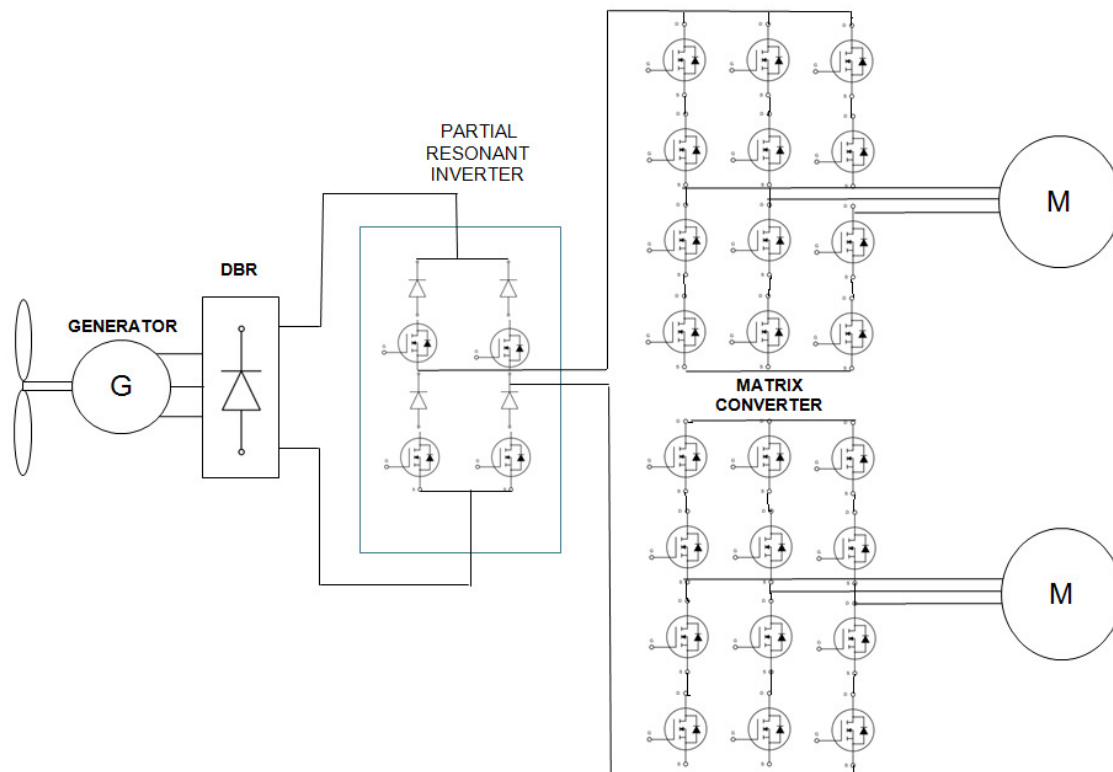 PARTIAL
RESONANT
INVERTER
DBR
GENERATOR
G
M
MATRIX
CONVERTER
M